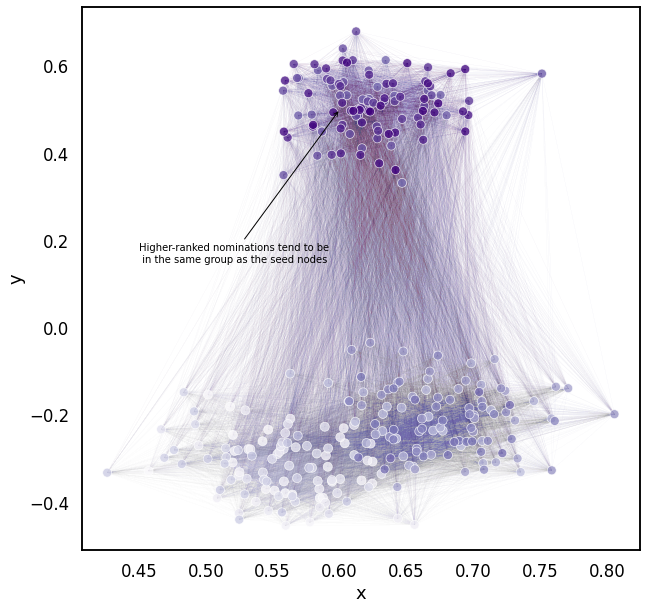 0.6
0.4
0.2
0.0
−0.2
−0.4
y
Higher-ranked nominations tend to be
in the same group as the seed nodes
0.45 0.50 0.55 0.60 0.65 0.70 0.75 0.80
x